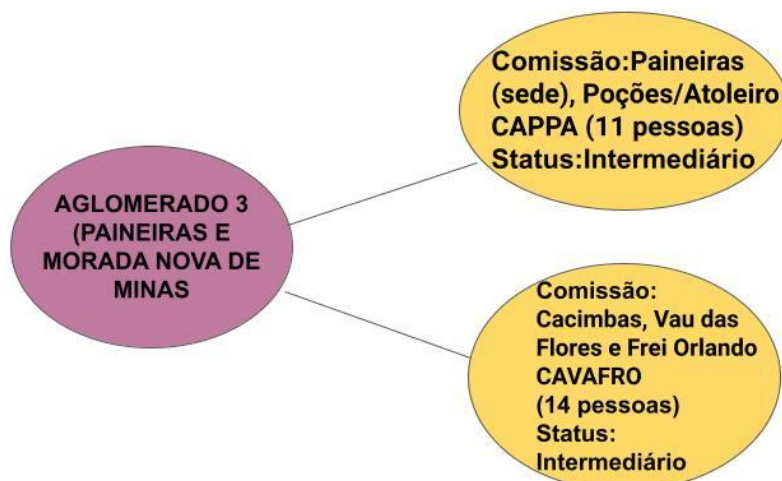 AGLOMERADO 3
(PAINEIRAS E
MORADA NOVA DE
MINAS
Comissão:Paineiras
(sede), Poções/Atoleiro
CAPPA (11 pessoas)
Status:Intermediário
Comissão:
Cacimbas, Vau das
Flores e Frei Orlando
CAVAFRO
(14 pessoas)
Status:
Intermediário